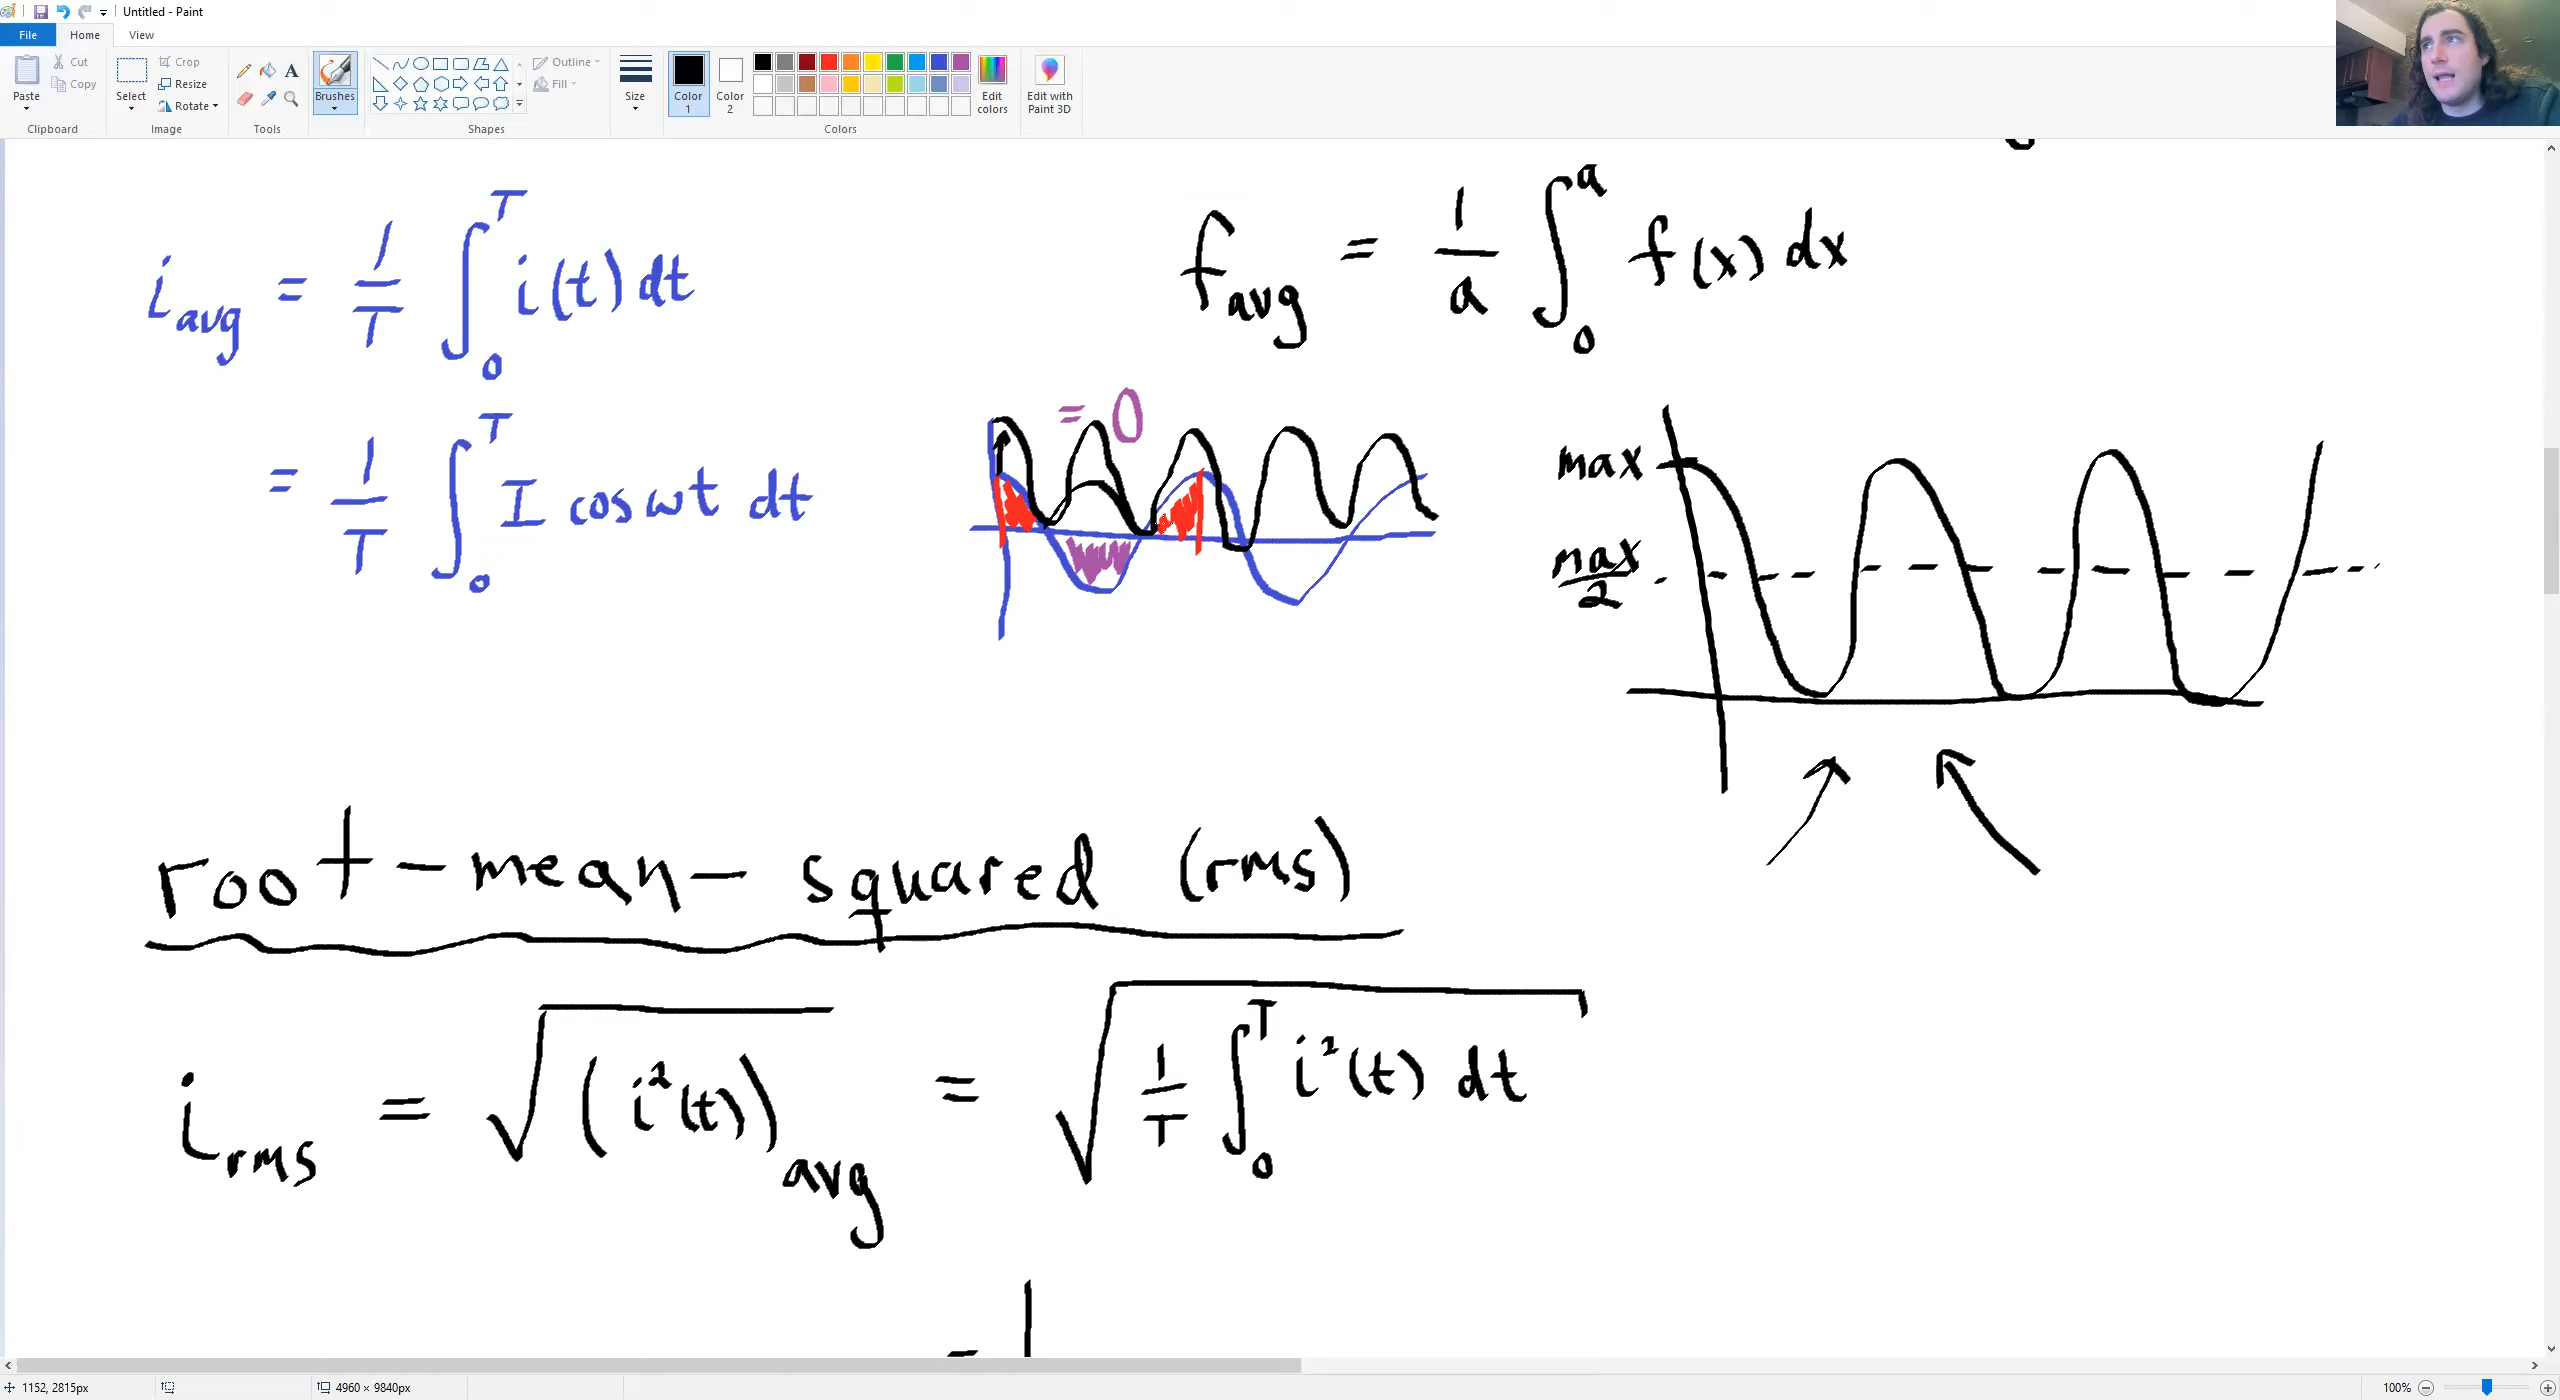 Untitled - Paint
File Home View
Paste
Cut
Copy
Clipboard
Select
Crop
Resize
Rotate
Image
Tools
Brushes
Outline
Fill
Shapes
Size
Color 1
Color 2
Edit colors
Colors
Edit with Paint 3D
i_avg = 1/T ∫_0^T i(t) dt
= 1/T ∫_0^T I cos ωt dt
f_avg = 1/a ∫_0^a f(x) dx
= 0
max
max/2
root-mean-squared (rms)
i_rms = √(i²(t))_avg = √(1/T ∫_0^T i²(t) dt)
=
1152, 2815px
4960 × 9840px
100%